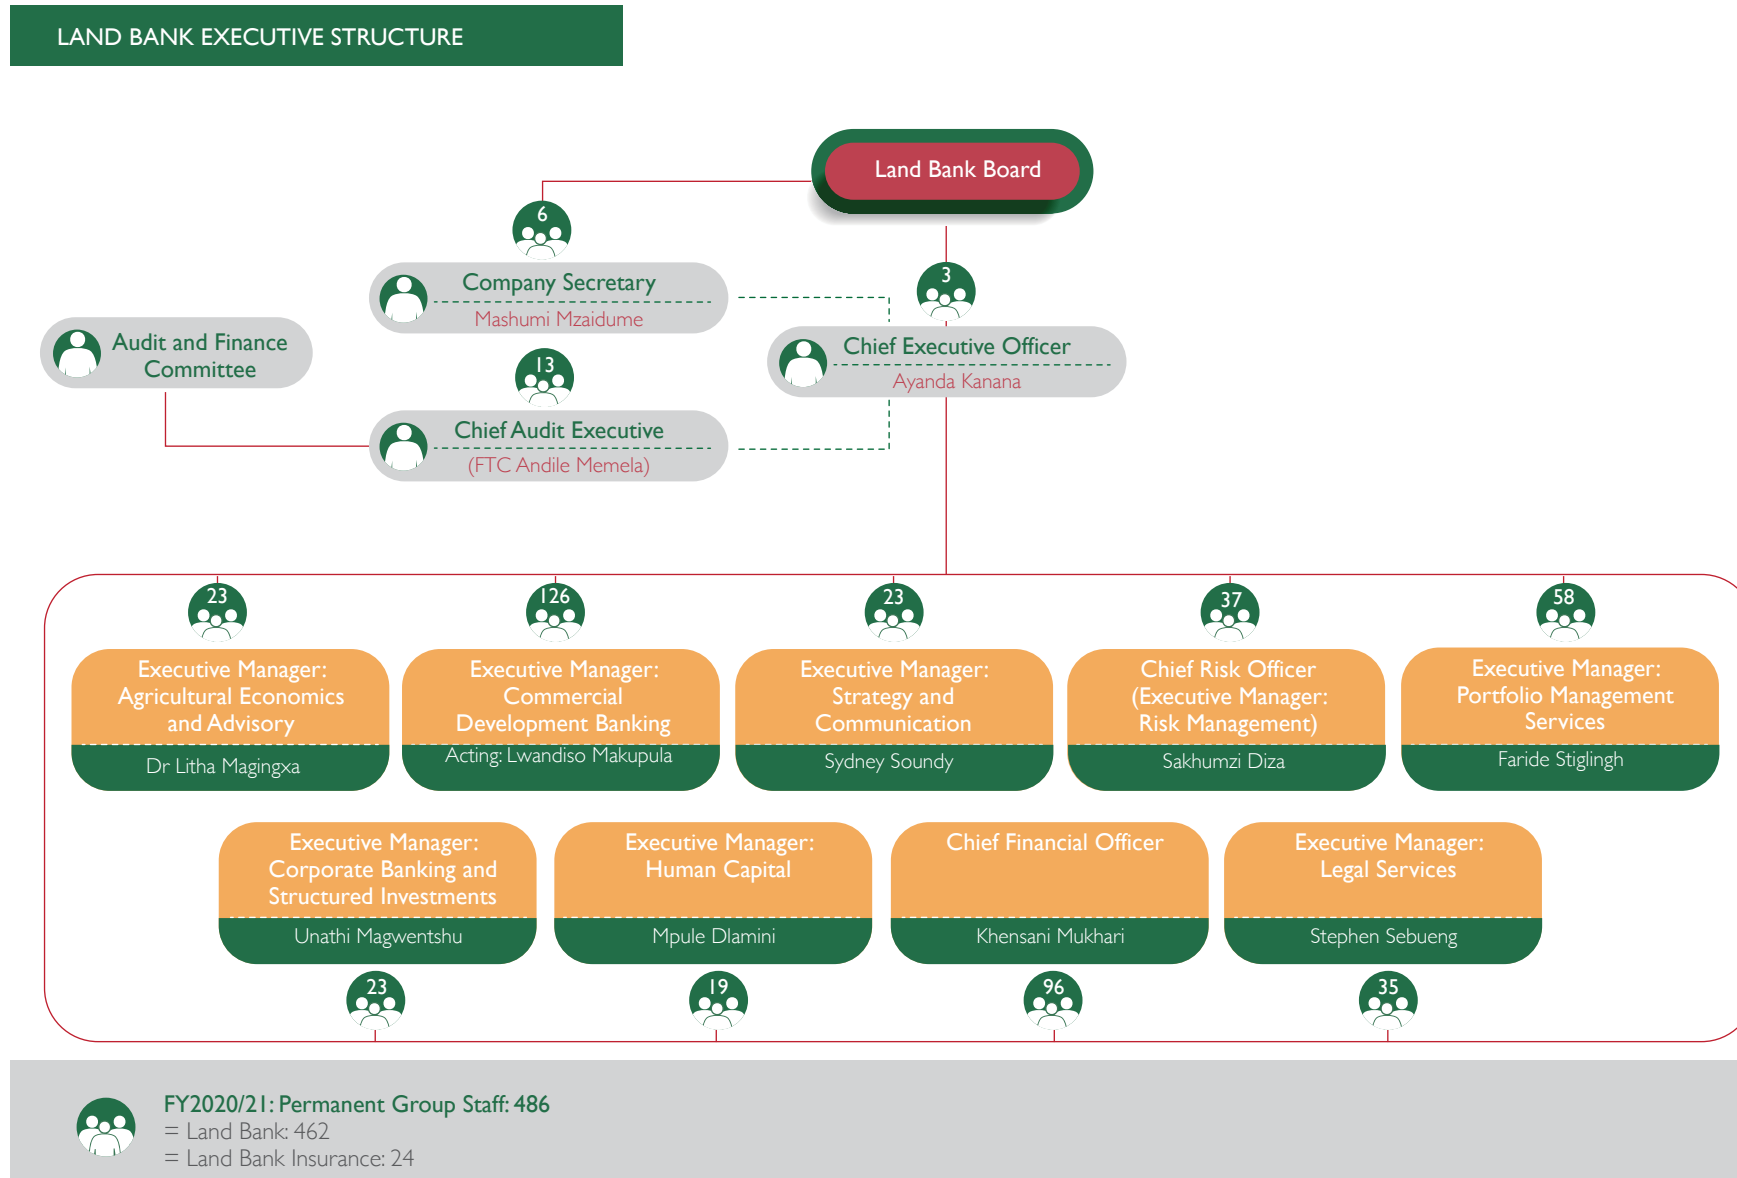 LAND BANK EXECUTIVE STRUCTURE
Land Bank Board
6
Company Secretary
Mashumi Mzaidume
3
Chief Executive Officer
Ayanda Kanana
Audit and Finance
Committee
13
Chief Audit Executive
(FTC Andile Memela)
23
Executive Manager:
Agricultural Economics
and Advisory
Dr Litha Magingxa
126
Executive Manager:
Commercial
Development Banking
Acting: Lwandiso Makupula
23
Executive Manager:
Strategy and
Communication
Sydney Soundy
37
Chief Risk Officer
(Executive Manager:
Risk Management)
Sakhumzi Diza
58
Executive Manager:
Portfolio Management
Services
Faride Stiglingh
Executive Manager:
Corporate Banking and
Structured Investments
Unathi Magwentshu
23
Executive Manager:
Human Capital
Mpule Dlamini
19
Chief Financial Officer
Khensani Mukhari
96
Executive Manager:
Legal Services
Stephen Sebueng
35
FY2020/21: Permanent Group Staff: 486
= Land Bank: 462
= Land Bank Insurance: 24